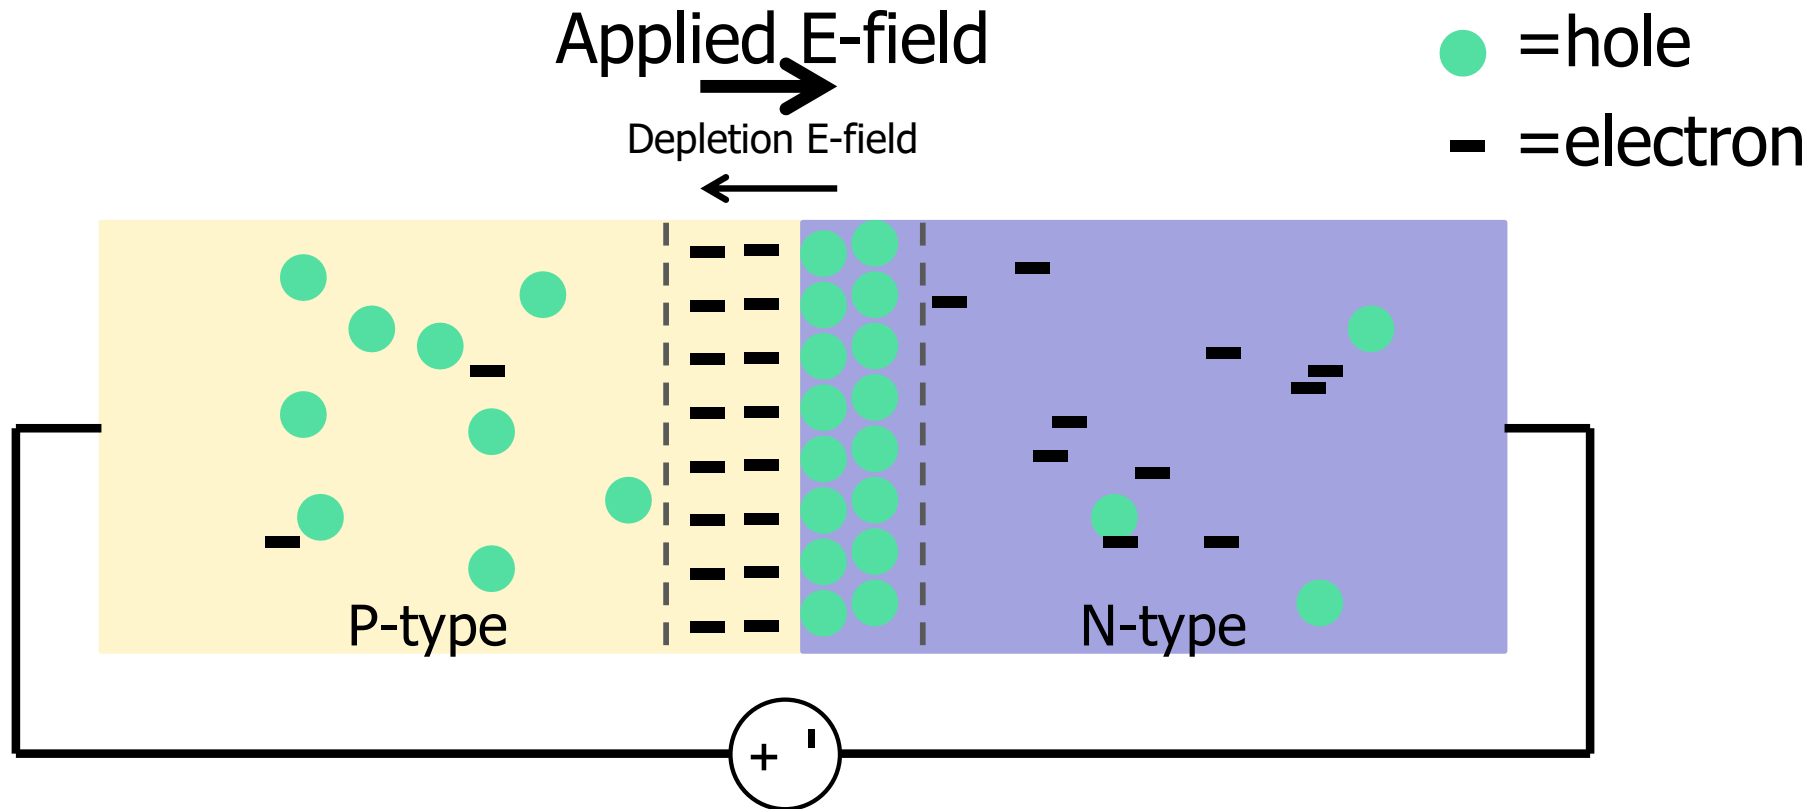 Applied E-field
Depletion E-field
=hole
=electron
P-type
N-type
+ -